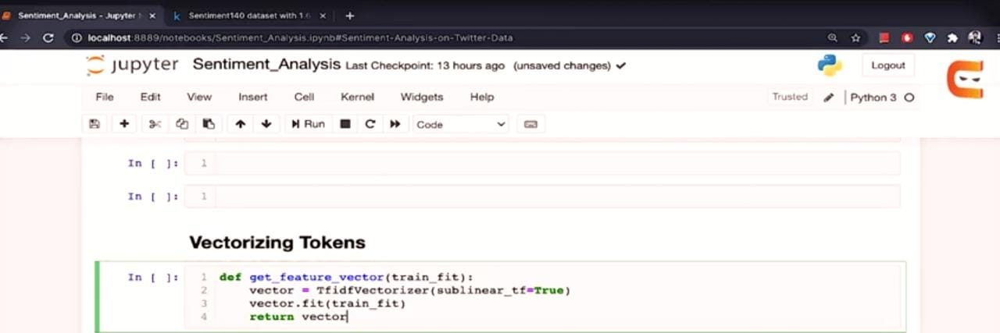 Sentiment_Analysis - Jupyter
Sentiment140 dataset with 1.6
localhost:8889/notebooks/Sentiment_Analysis.ipynb#Sentiment-Analysis-on-Twitter-Data
jupyter Sentiment_Analysis Last Checkpoint: 13 hours ago (unsaved changes)
Logout
File Edit View Insert Cell Kernel Widgets Help
Trusted Python 3
Run Code
In [ ]: 1
In [ ]: 1
Vectorizing Tokens
In [ ]: 1 def get_feature_vector(train_fit):
2 vector = TfidfVectorizer(sublinear_tf=True)
3 vector.fit(train_fit)
4 return vector